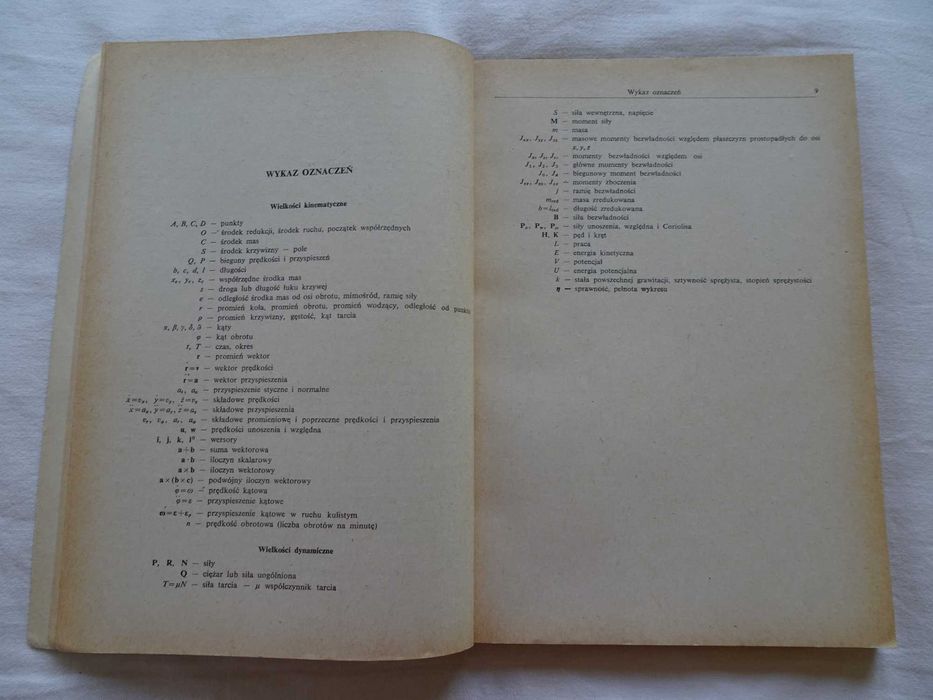 WYKAZ OZNACZEŃ
Wielkości kinematyczne
A, B, C, D — punkty
O — środek redukcji, środek ruchu, początek współrzędnych
C — środek mas
S — środek krzywizny — pole
Q, P — bieguny prędkości i przyspieszeń
b, c, d, l — długości
x_c, y_c, z_c — współrzędne środka mas
s — droga lub długość łuku krzywej
e — odległość środka mas od osi obrotu, mimośród, ramię siły
r — promień koła, promień obrotu, promień wodzący, odległość od punktu
ρ — promień krzywizny, gęstość, kąt tarcia
α, β, γ, δ, ϑ — kąty
φ — kąt obrotu
t, T — czas, okres
r — promień wektor
ṙ=v — wektor prędkości
r̈=a — wektor przyspieszenia
a_t, a_n — przyspieszenie styczne i normalne
ẋ=v_x, ẏ=v_y, ż=v_z — składowe prędkości
ẍ=a_x, ÿ=a_y, z̈=a_z — składowe przyspieszenia
v_r, v_φ, a_r, a_φ — składowe promieniowe i poprzeczne prędkości i przyspieszenia
u, w — prędkości unoszenia i względna
i, j, k, l⁰ — wersory
a+b — suma wektorowa
a·b — iloczyn skalarowy
a×b — iloczyn wektorowy
a×(b×c) — podwójny iloczyn wektorowy
φ̇=ω — prędkość kątowa
φ̈=ε — przyspieszenie kątowe
ω̇=ε+ε_r — przyspieszenie kątowe w ruchu kulistym
n — prędkość obrotowa (liczba obrotów na minutę)
Wielkości dynamiczne
P, R, N — siły
Q — ciężar lub siła uogólniona
T=μN — siła tarcia — μ współczynnik tarcia
Wykaz oznaczeń 9
S — siła wewnętrzna, napięcie
M — moment siły
m — masa
— masowe momenty bezwładności względem płaszczyzn prostopadłych do osi
x, y, z
J_x, J_y, J_z — momenty bezwładności względem osi
J_1, J_2, J_3 — główne momenty bezwładności
— biegunowy moment bezwładności
— momenty zboczenia
j — ramię bezwładności
m_red — masa zredukowana
b=l_red — długość zredukowana
B — siła bezwładności
P_u, P_w, P_c — siły unoszenia, względna i Coriolisa
H, K — pęd i kręt
L — praca
E — energia kinetyczna
V — potencjał
U — energia potencjalna
k — stała powszechnej grawitacji, sztywność sprężysta, stopień sprężystości
η — sprawność, pełnota wykresu